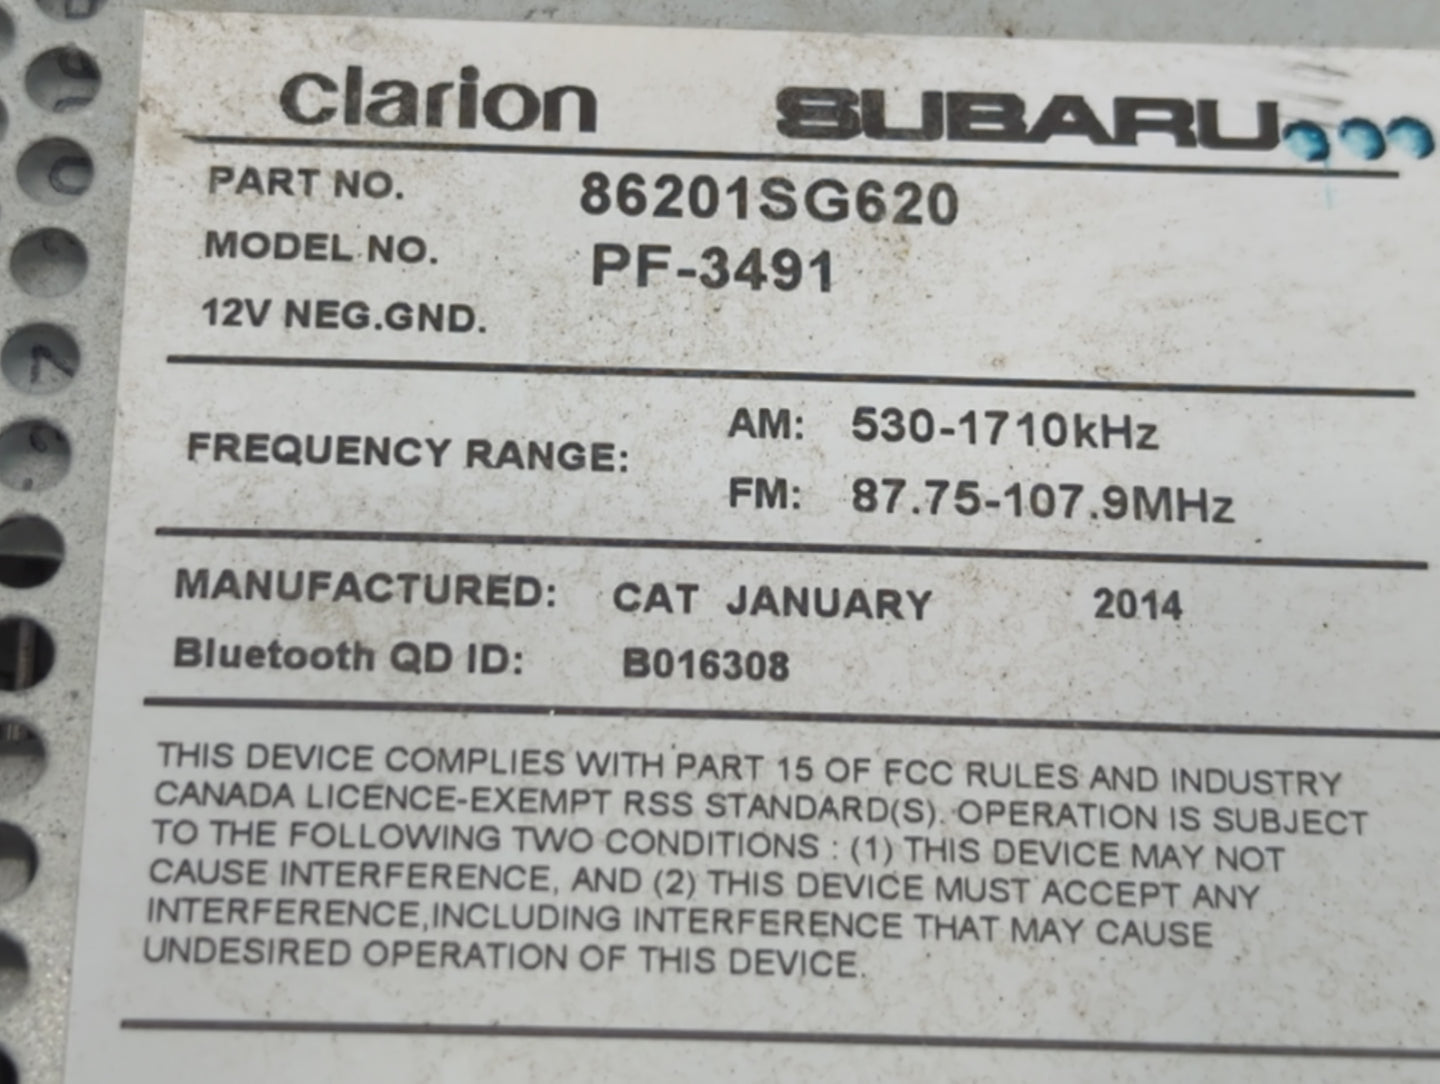 clarion SUBARU
PART NO. 86201SG620
MODEL NO. PF-3491
12V NEG.GND.
FREQUENCY RANGE: AM: 530-1710kHz
FM: 87.75-107.9MHz
MANUFACTURED: CAT JANUARY 2014
Bluetooth QD ID: B016308
THIS DEVICE COMPLIES WITH PART 15 OF FCC RULES AND INDUSTRY
CANADA LICENCE-EXEMPT RSS STANDARD(S). OPERATION IS SUBJECT
TO THE FOLLOWING TWO CONDITIONS : (1) THIS DEVICE MAY NOT
CAUSE INTERFERENCE, AND (2) THIS DEVICE MUST ACCEPT ANY
INTERFERENCE,INCLUDING INTERFERENCE THAT MAY CAUSE
UNDESIRED OPERATION OF THIS DEVICE.